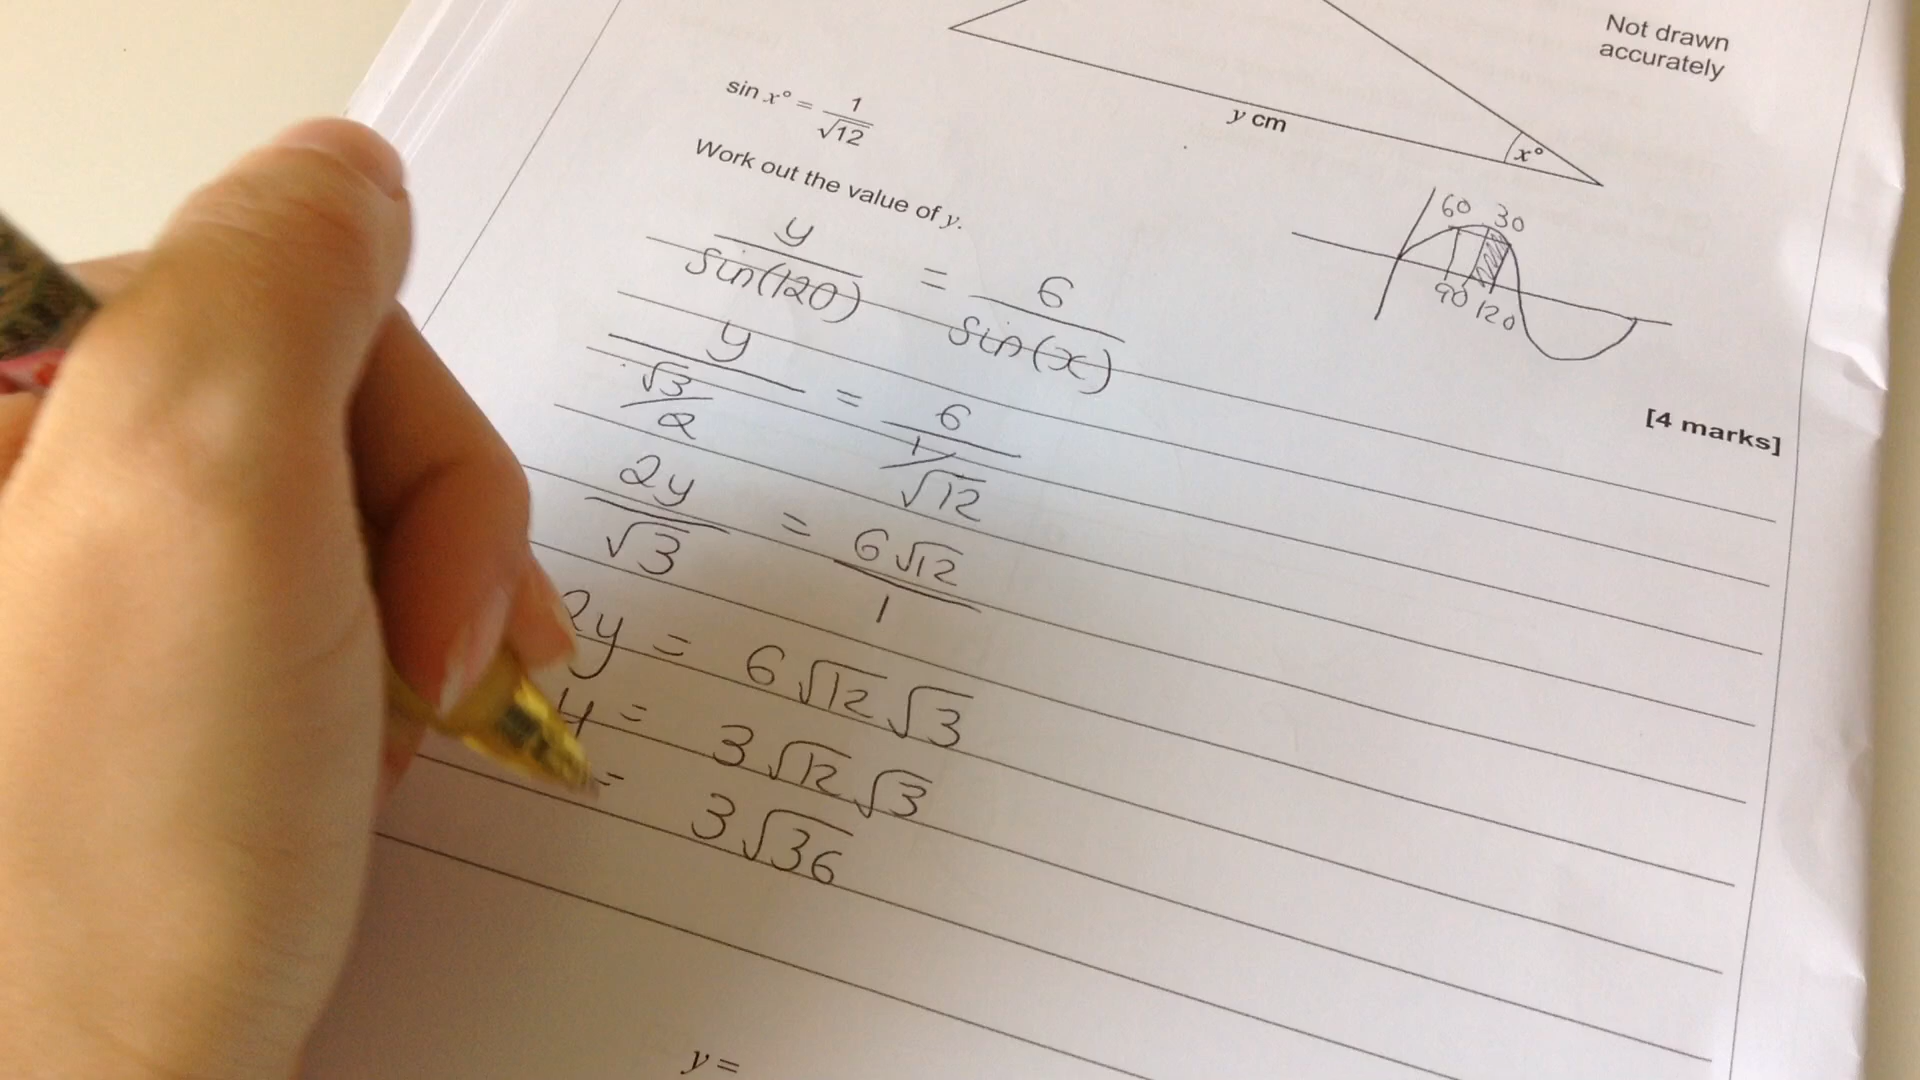 Not drawn
accurately
y cm
x°
sin x° = 1/√12
Work out the value of y.
60 30
90 120
[4 marks]
y/sin(120) = 6/sin(x)
y/(√3/2) = 6/(1/√12)
2y/√3 = 6√12/1
2y = 6√12 √3
y = 3√12 √3
= 3√36
y =